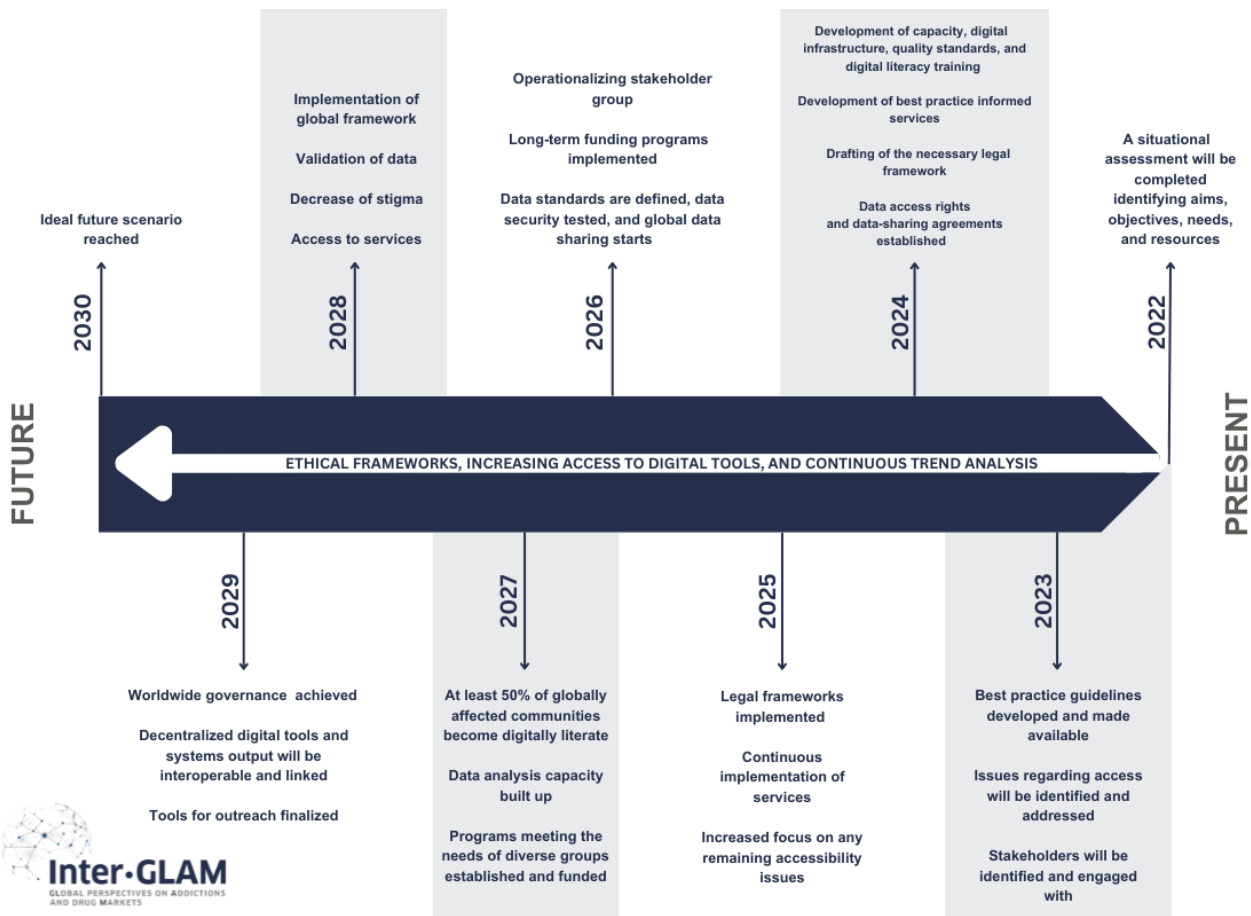 Ideal future scenario
reached
2030
Implementation of
global framework
Validation of data
Decrease of stigma
Access to services
2028
Operationalizing stakeholder
group
Long-term funding programs
implemented
Data standards are defined, data
security tested, and global data
sharing starts
2026
Development of capacity, digital
infrastructure, quality standards, and
digital literacy training
Development of best practice informed
services
Drafting of the necessary legal
framework
Data access rights
and data-sharing agreements
established
2024
A situational
assessment will be
completed
identifying aims,
objectives, needs,
and resources
2022
FUTURE
ETHICAL FRAMEWORKS, INCREASING ACCESS TO DIGITAL TOOLS, AND CONTINUOUS TREND ANALYSIS
PRESENT
2029
Worldwide governance achieved
Decentralized digital tools and
systems output will be
interoperable and linked
Tools for outreach finalized
2027
At least 50% of globally
affected communities
become digitally literate
Data analysis capacity
built up
Programs meeting the
needs of diverse groups
established and funded
2025
Legal frameworks
implemented
Continuous
implementation of
services
Increased focus on any
remaining accessibility
issues
2023
Best practice guidelines
developed and made
available
Issues regarding access
will be identified and
addressed
Stakeholders will be
identified and engaged
with
Inter·GLAM
GLOBAL PERSPECTIVES ON ADDICTIONS
AND DRUG MARKETS